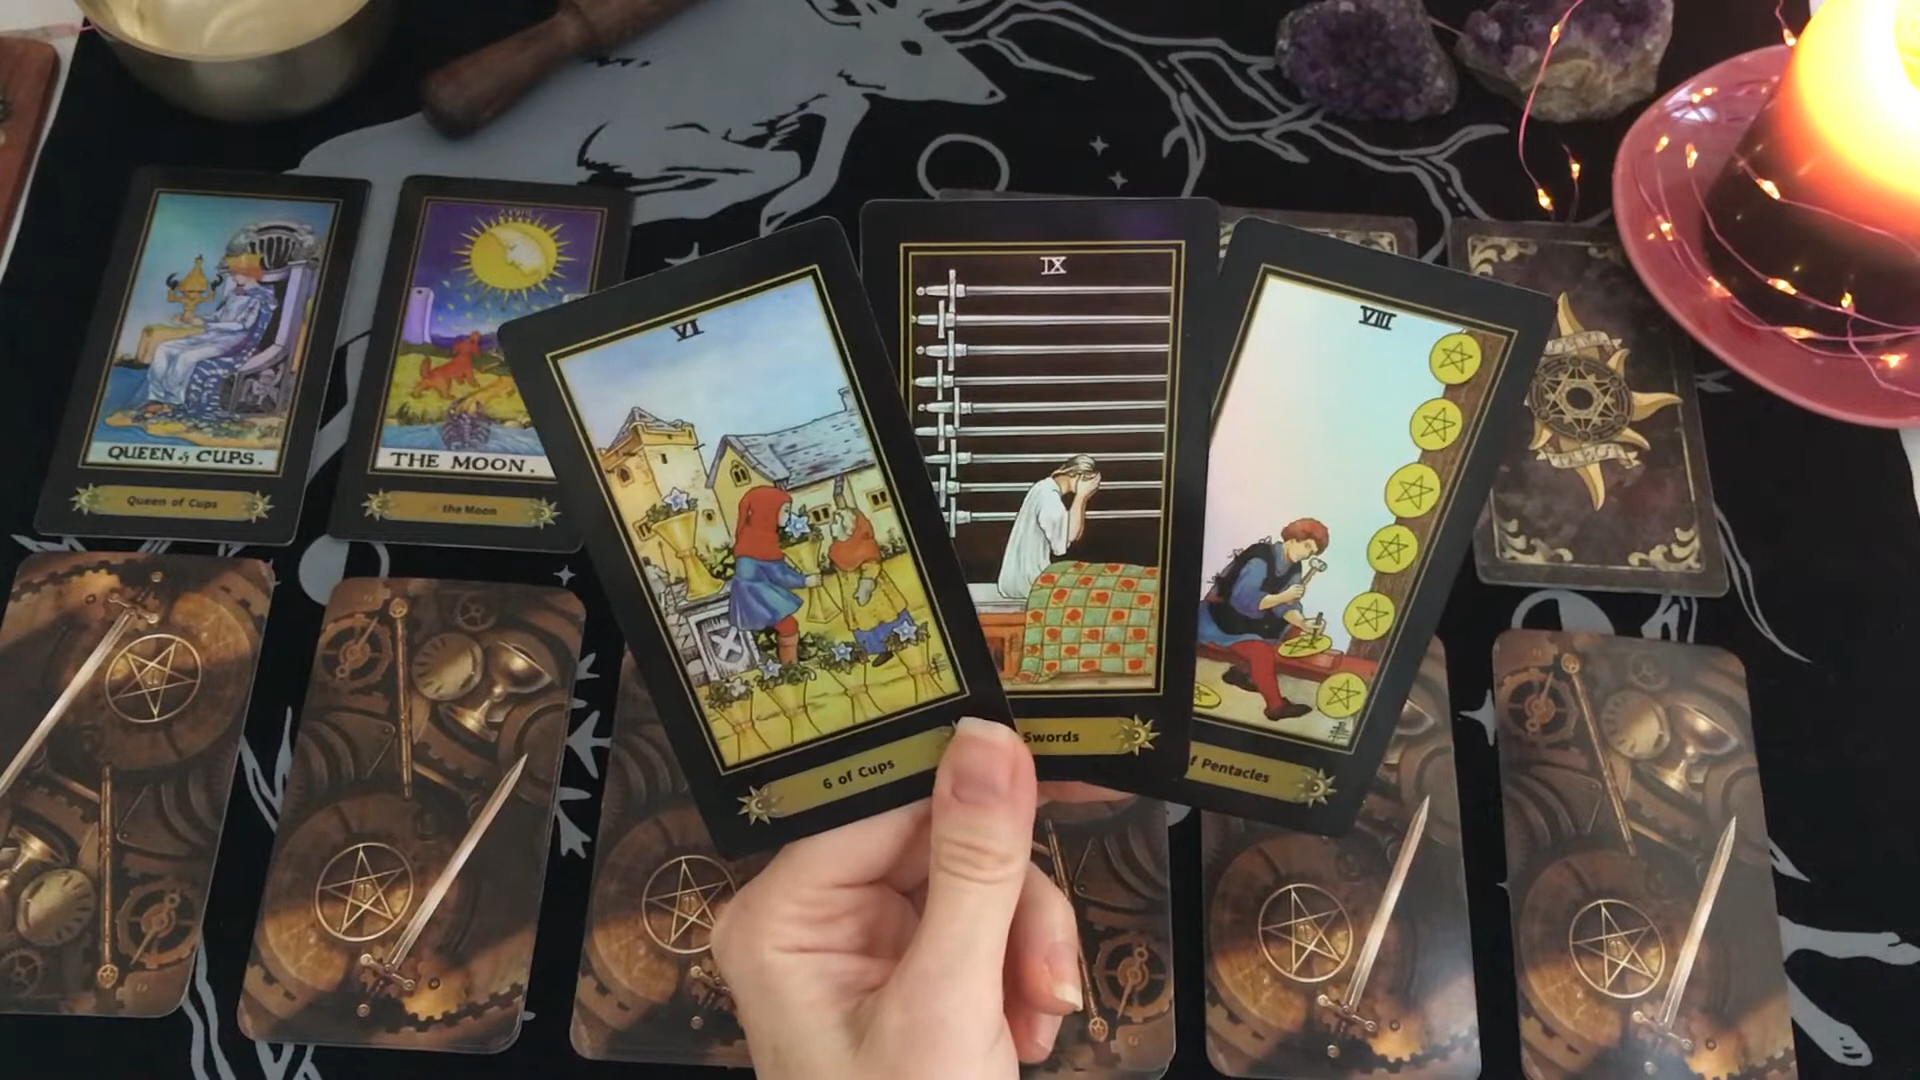 QUEEN of CUPS.
Queen of Cups
THE MOON.
the Moon
VI
6 of Cups
IX
Swords
VIII
f Pentacles